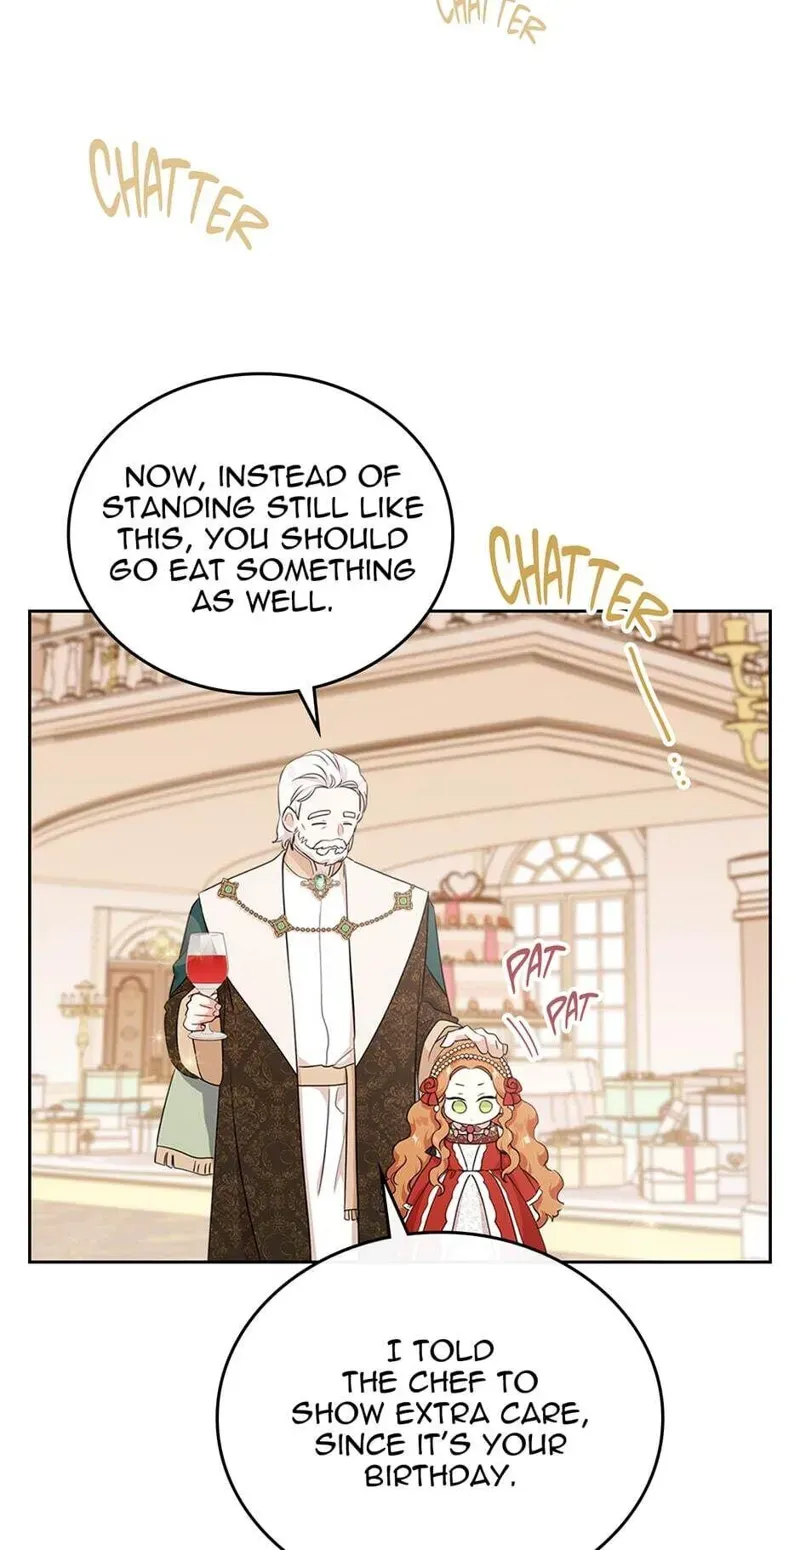 CHATTER
CHATTER
NOW, INSTEAD OF
STANDING STILL LIKE
THIS, YOU SHOULD
GO EAT SOMETHING
AS WELL.
CHATTER
PAT
PAT
I TOLD
THE CHEF TO
SHOW EXTRA CARE,
SINCE IT'S YOUR
BIRTHDAY.